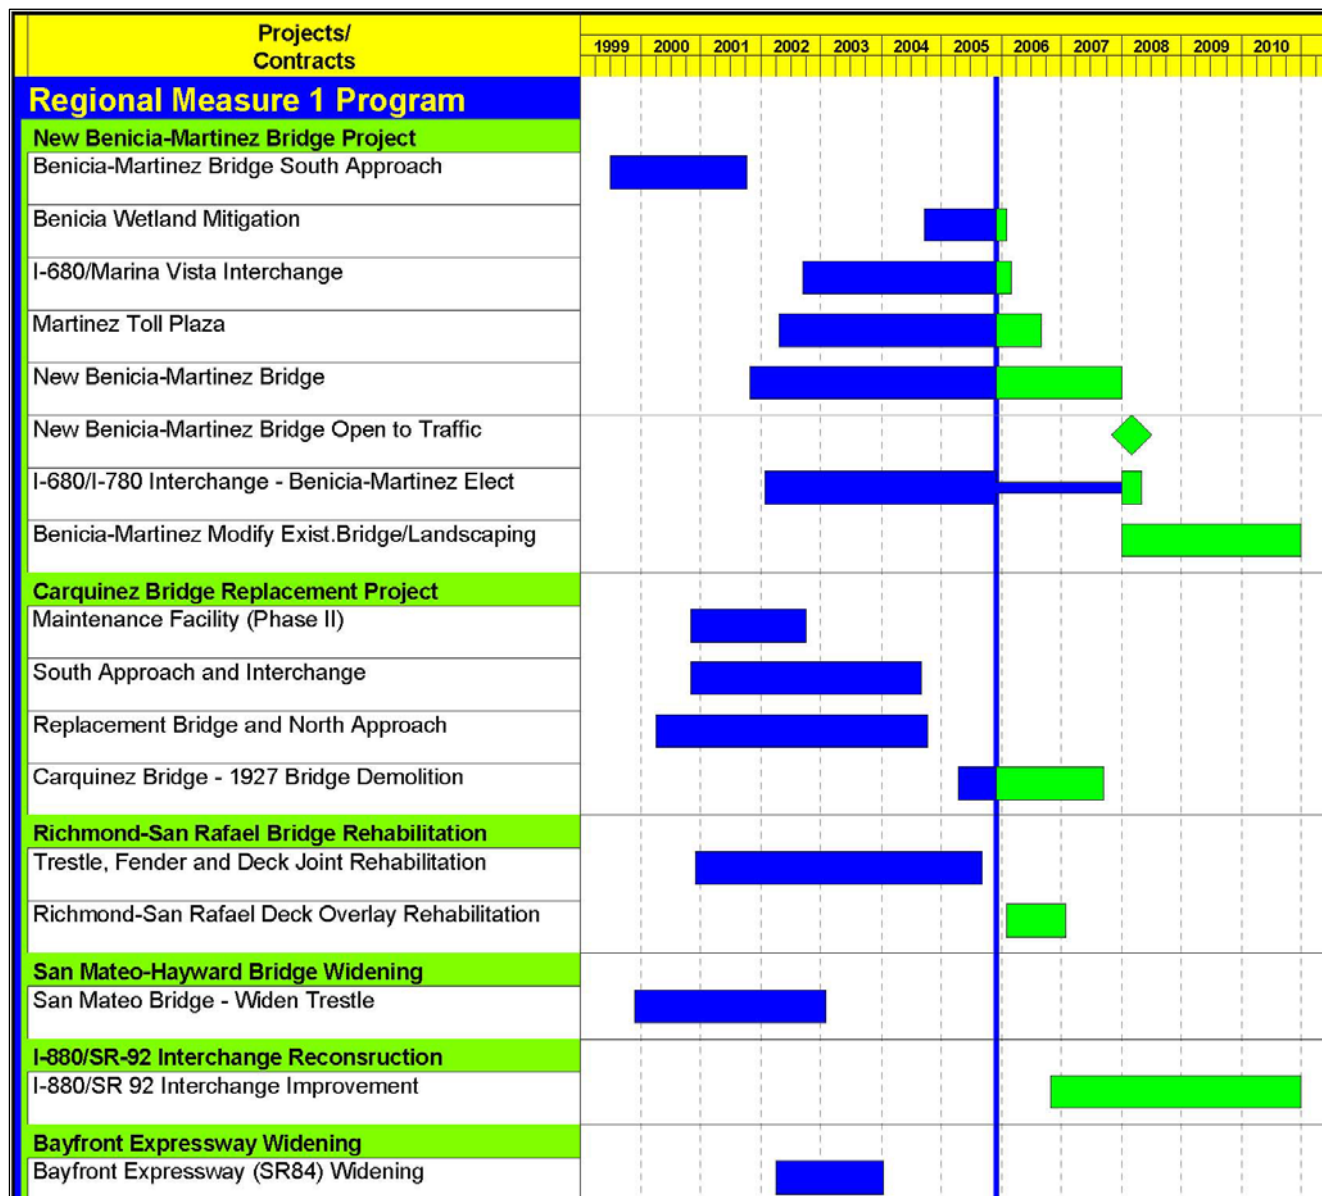 Projects/
Contracts
1999 2000 2001 2002 2003 2004 2005 2006 2007 2008 2009 2010
Regional Measure 1 Program
New Benicia-Martinez Bridge Project
Benicia-Martinez Bridge South Approach
Benicia Wetland Mitigation
I-680/Marina Vista Interchange
Martinez Toll Plaza
New Benicia-Martinez Bridge
New Benicia-Martinez Bridge Open to Traffic
I-680/I-780 Interchange - Benicia-Martinez Elect
Benicia-Martinez Modify Exist.Bridge/Landscaping
Carquinez Bridge Replacement Project
Maintenance Facility (Phase II)
South Approach and Interchange
Replacement Bridge and North Approach
Carquinez Bridge - 1927 Bridge Demolition
Richmond-San Rafael Bridge Rehabilitation
Trestle, Fender and Deck Joint Rehabilitation
Richmond-San Rafael Deck Overlay Rehabilitation
San Mateo-Hayward Bridge Widening
San Mateo Bridge - Widen Trestle
I-880/SR-92 Interchange Reconsruction
I-880/SR 92 Interchange Improvement
Bayfront Expressway Widening
Bayfront Expressway (SR84) Widening